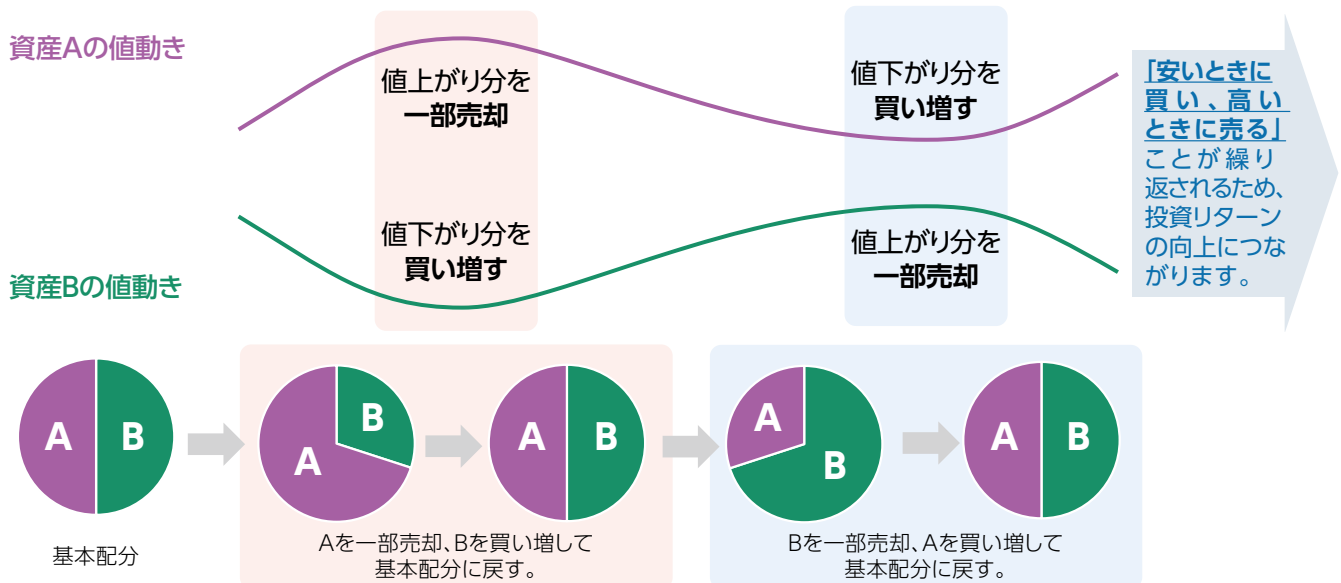 資産Aの値動き
値上がり分を
一部売却
値下がり分を
買い増す
「安いときに
買い、高い
ときに売る」
ことが繰り
返されるため、
投資リターン
の向上につな
がります。
資産Bの値動き
値下がり分を
買い増す
値上がり分を
一部売却
A B
A B
A B
A B
A B
基本配分
Aを一部売却、Bを買い増して
基本配分に戻す。
Bを一部売却、Aを買い増して
基本配分に戻す。